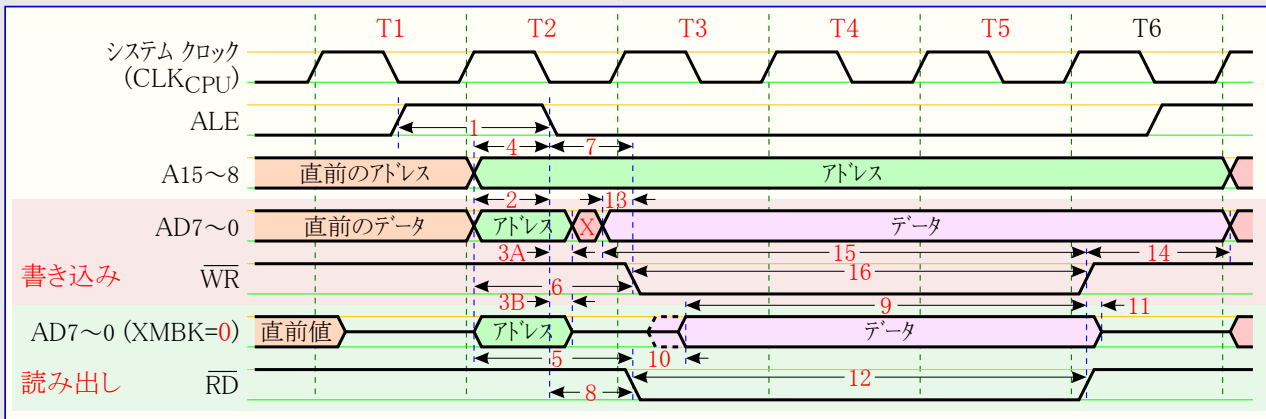 T1 T2 T3 T4 T5 T6
システム クロック
(CLKCPU)
ALE
1
4 7
A15～8 直前のアドレス アドレス
2 13
AD7～0 直前のデータ アドレス X データ
3A 15 14
書き込み WR 6 16
3B 9 11
AD7～0 (XMBK=0) 直前値 アドレス データ
5 10
読み出し RD 8 12